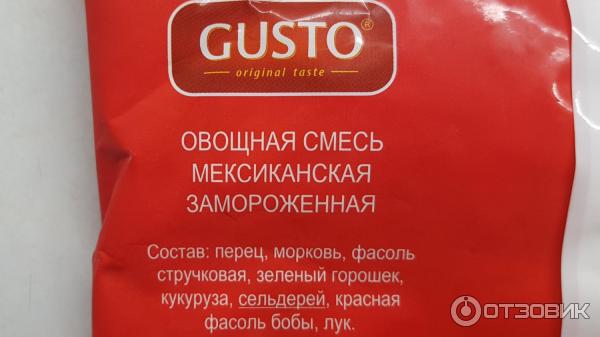 GUSTO®
original taste
ОВОЩНАЯ СМЕСЬ
МЕКСИКАНСКАЯ
ЗАМОРОЖЕННАЯ
Состав: перец, морковь, фасоль
стручковая, зеленый горошек,
кукуруза, сельдерей, красная
фасоль бобы, лук.
ОТЗОВИК